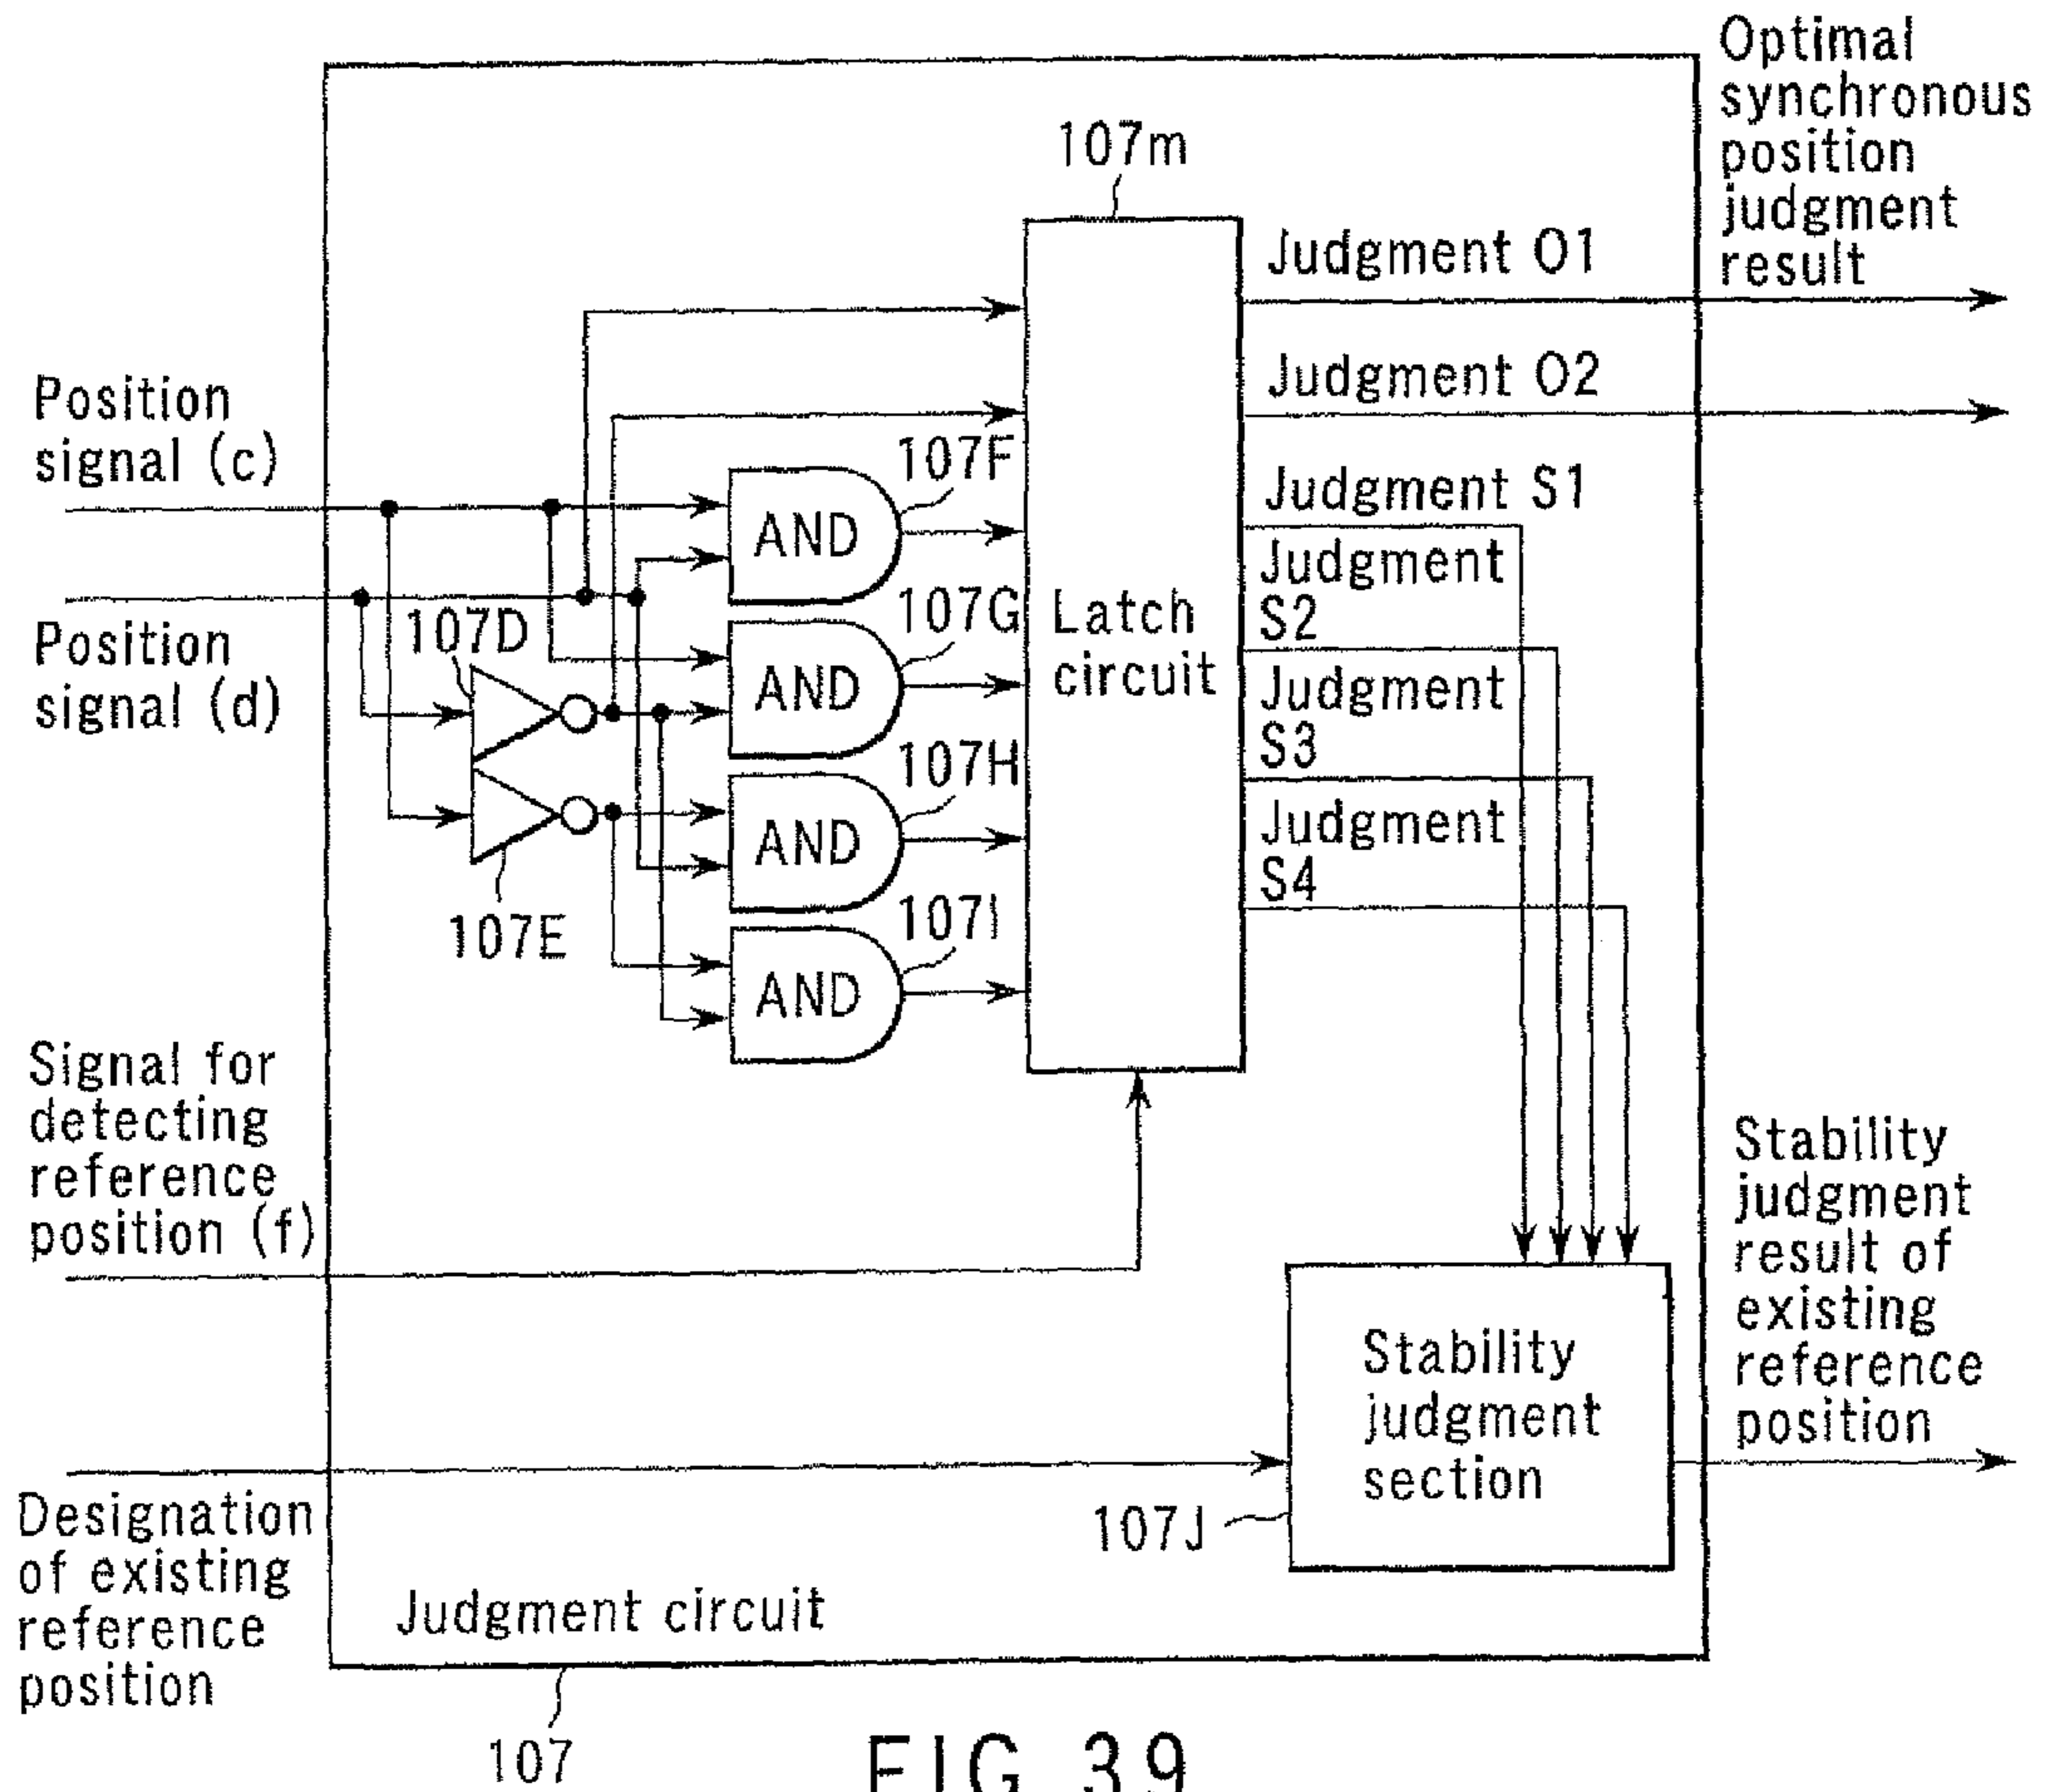 Optimal
synchronous
position
judgment
result
107m
Judgment O1
Judgment O2
Position
signal (c)
107F
Judgment S1
AND
Judgment
S2
107G
Latch
circuit
107D
Position
signal (d)
AND
Judgment
S3
107H
AND
Judgment
S4
107I
107E
AND
Signal for
detecting
reference
position (f)
Stability
judgment
result of
existing
reference
position
Stability
judgment
section
107J
Designation
of existing
reference
position
Judgment circuit
107
FIG. 39